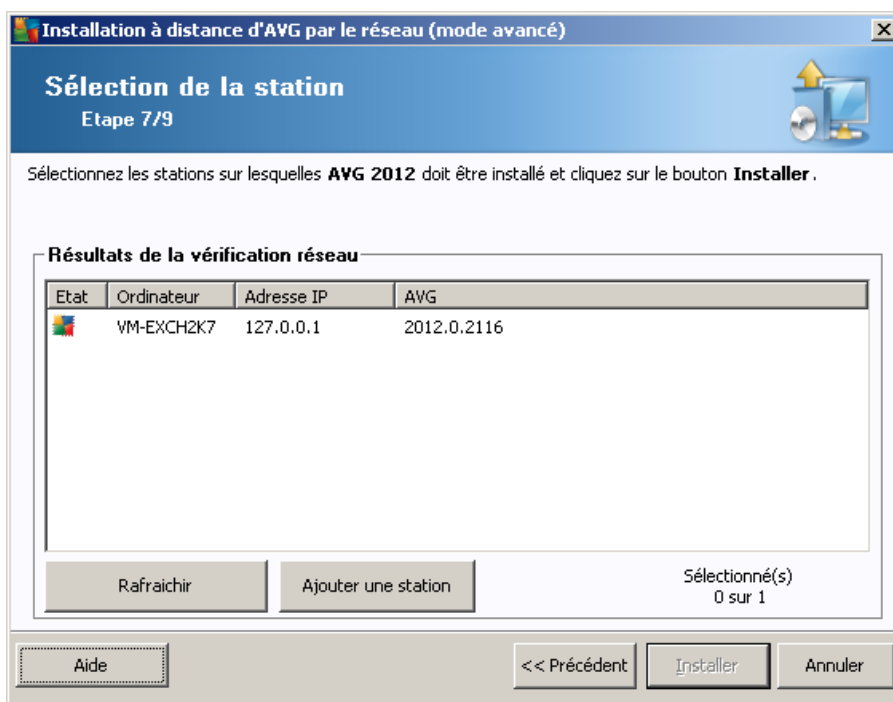 Installation à distance d'AVG par le réseau (mode avancé)
Sélection de la station
Etape 7/9
Sélectionnez les stations sur lesquelles AVG 2012 doit être installé et cliquez sur le bouton Installer.
Résultats de la vérification réseau
Etat Ordinateur Adresse IP AVG
VM-EXCH2K7 127.0.0.1 2012.0.2116
Rafraichir Ajouter une station Sélectionné(s)
0 sur 1
Aide << Précédent Installer Annuler